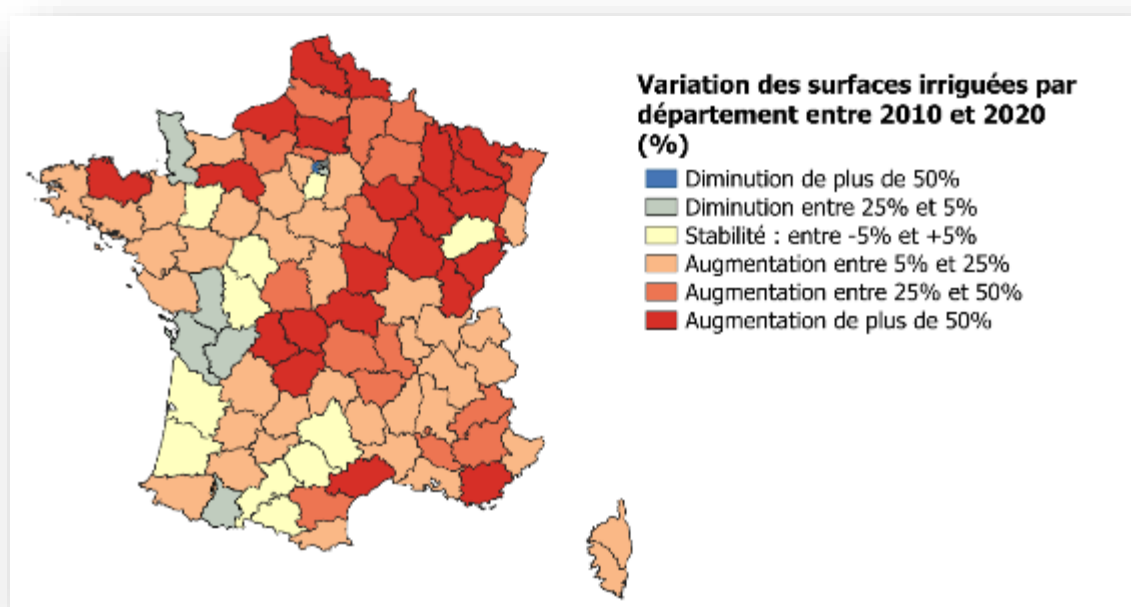 Variation des surfaces irriguées par
département entre 2010 et 2020
(%)
Diminution de plus de 50%
Diminution entre 25% et 5%
Stabilité : entre -5% et +5%
Augmentation entre 5% et 25%
Augmentation entre 25% et 50%
Augmentation de plus de 50%